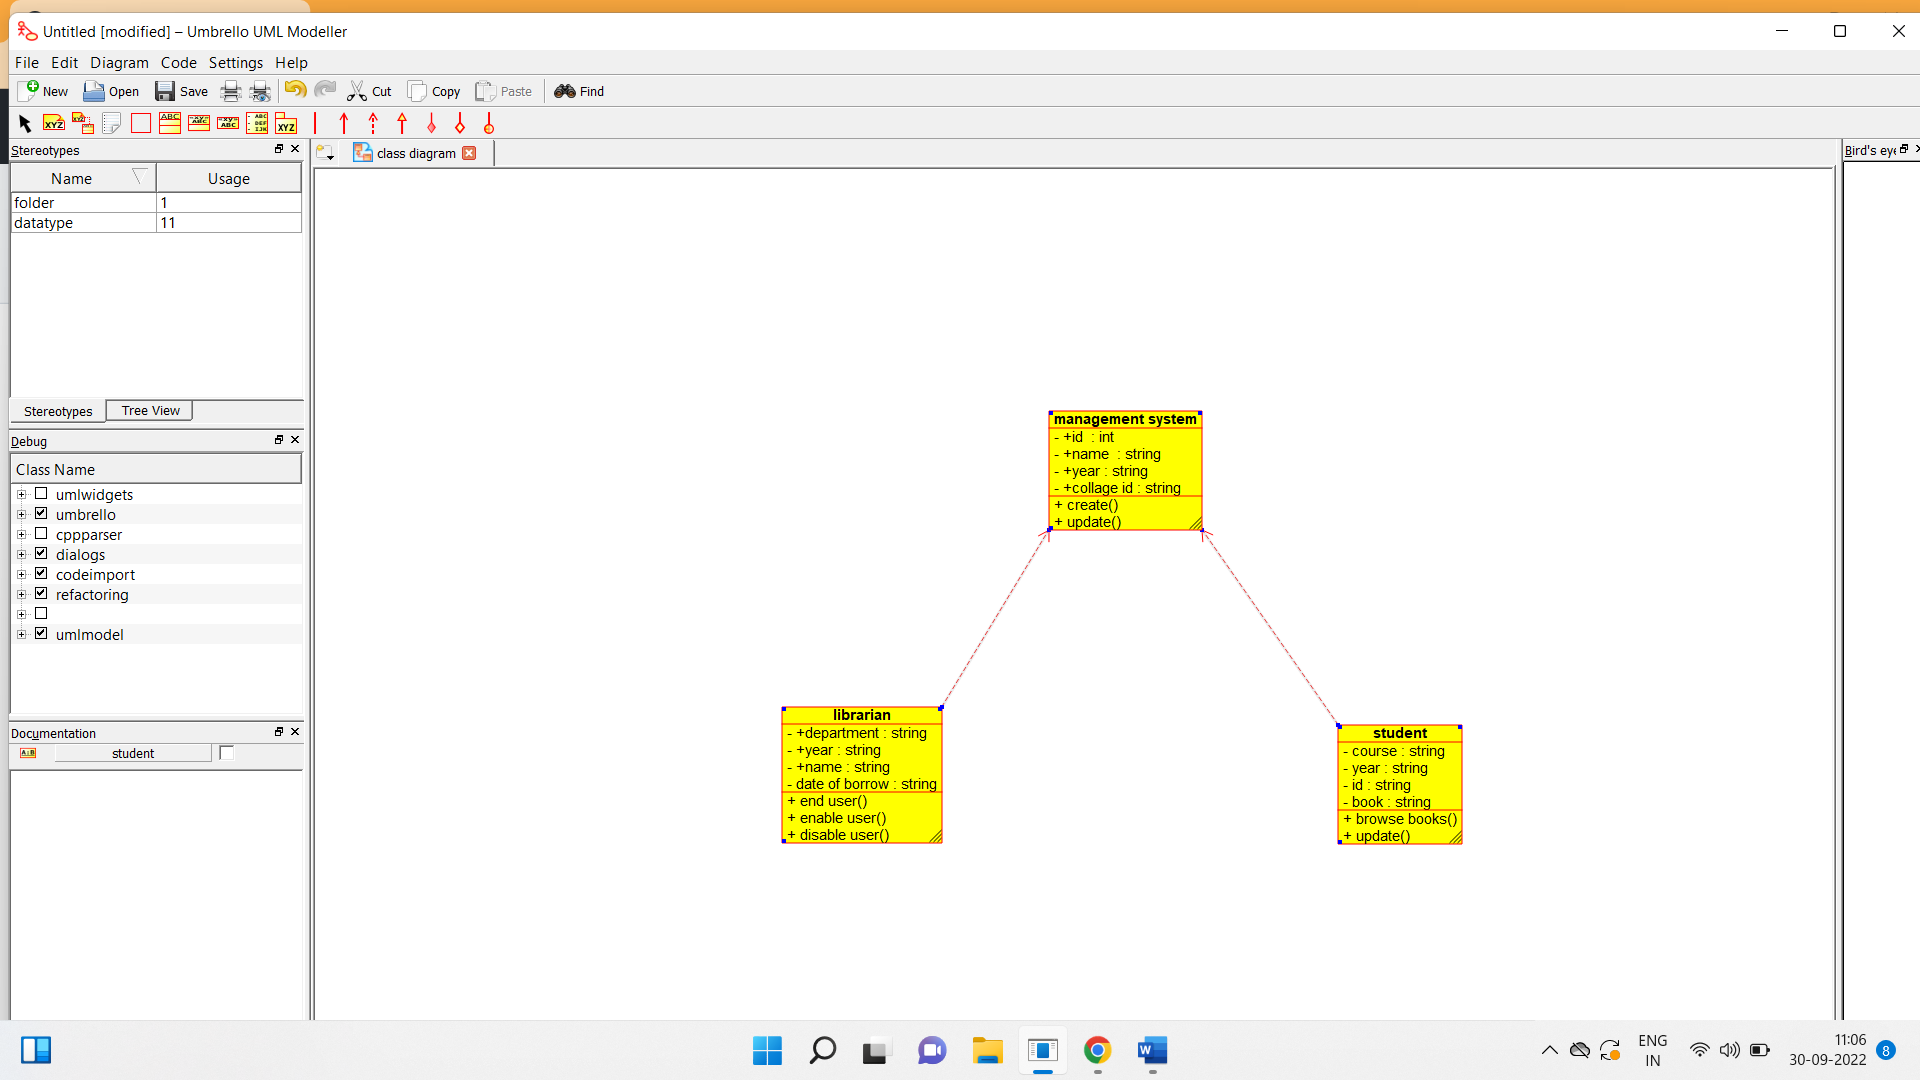 Untitled [modified] – Umbrello UML Modeller
File Edit Diagram Code Settings Help
New Open Save Cut Copy Paste Find
Stereotypes
class diagram
Bird's eye
Name Usage
folder 1
datatype 11
Stereotypes Tree View
Debug
Class Name
umlwidgets
umbrello
cppparser
dialogs
codeimport
refactoring
umlmodel
Documentation
student
management system
- +id : int
- +name : string
- +year : string
- +collage id : string
+ create()
+ update()
librarian
- +department : string
- +year : string
- +name : string
- date of borrow : string
+ end user()
+ enable user()
+ disable user()
student
- course : string
- year : string
- id : string
- book : string
+ browse books()
+ update()
ENG
IN
11:06
30-09-2022
8